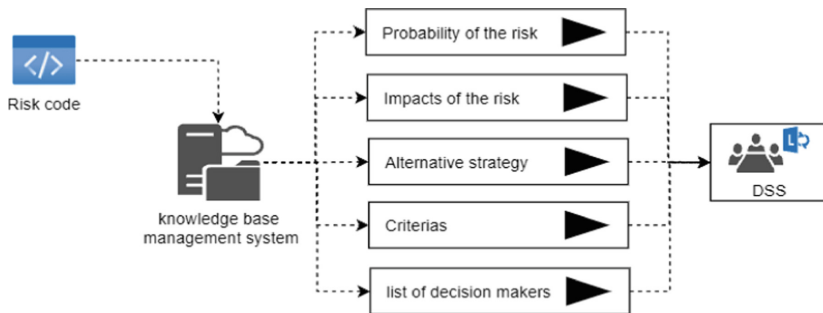 Probability of the risk
</>
Risk code
Impacts of the risk
Alternative strategy
L
DSS
knowledge base
management system
Criterias
list of decision makers